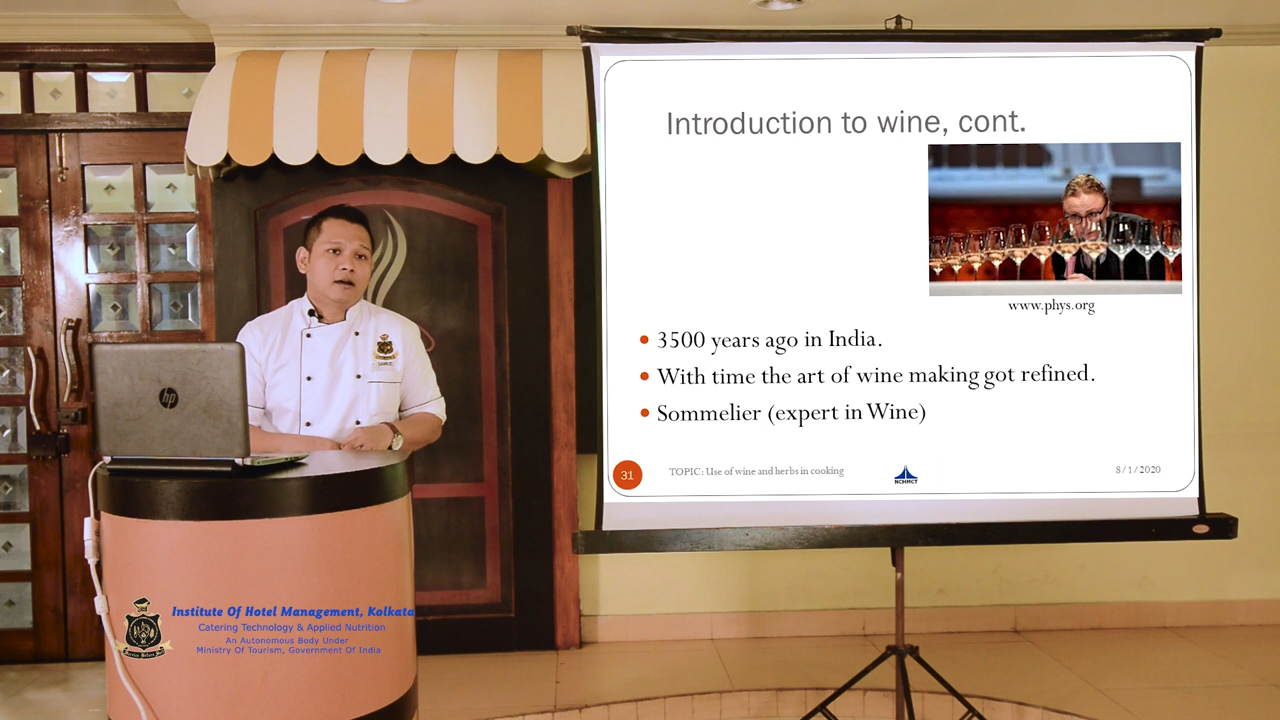 Introduction to wine, cont.
www.phys.org
3500 years ago in India.
With time the art of wine making got refined.
Sommelier (expert in Wine)
31
TOPIC: Use of wine and herbs in cooking
NCHMCT
8/1/2020
hp
Institute Of Hotel Management, Kolkata
Catering Technology & Applied Nutrition
An Autonomous Body Under
Ministry Of Tourism, Government Of India